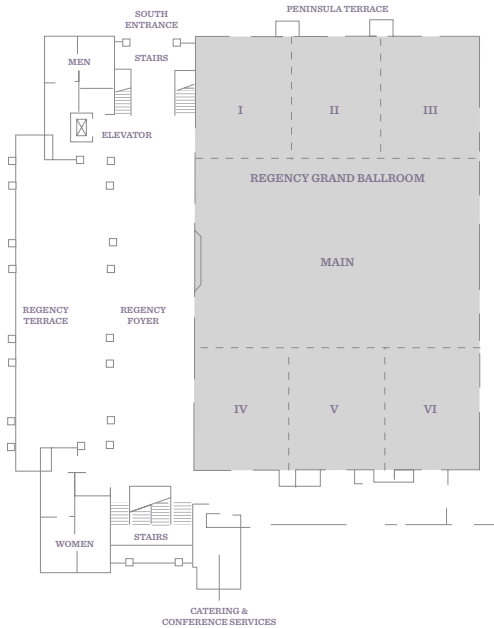 PENINSULA TERRACE
SOUTH
ENTRANCE
MEN
STAIRS
I
II
III
ELEVATOR
REGENCY GRAND BALLROOM
MAIN
REGENCY
TERRACE
REGENCY
FOYER
IV
V
VI
STAIRS
WOMEN
CATERING &
CONFERENCE SERVICES